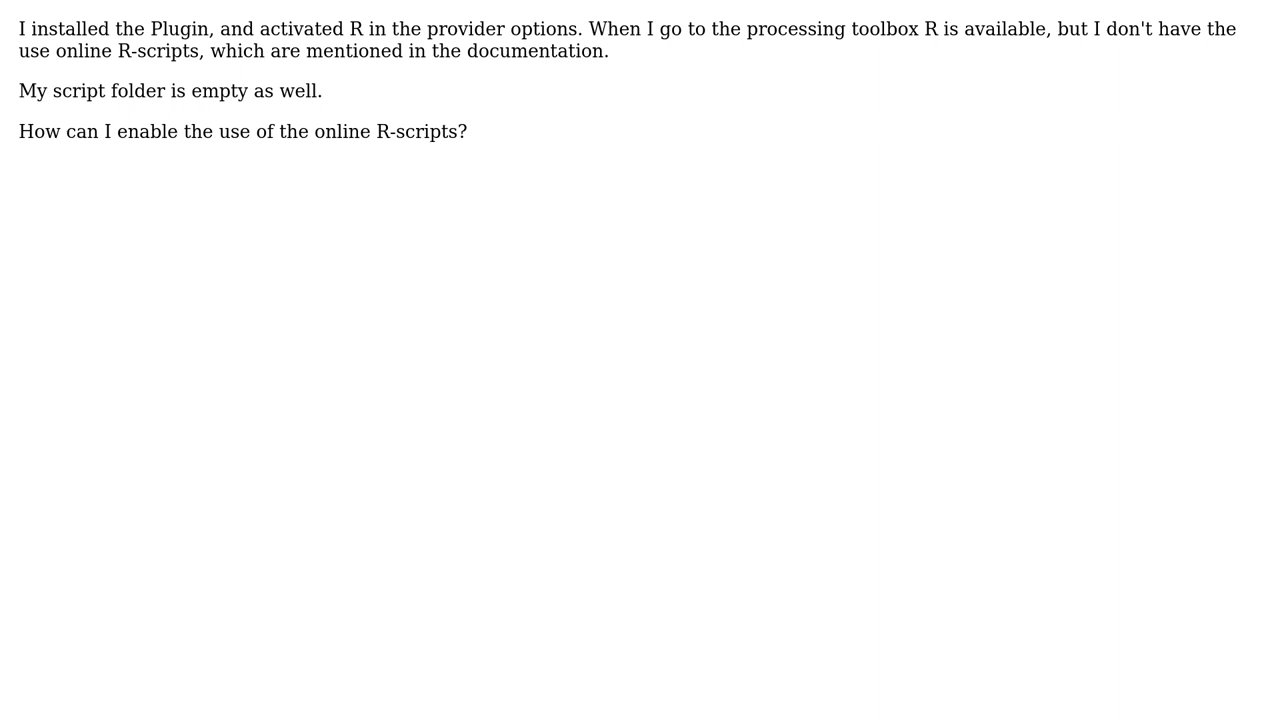 I installed the Plugin, and activated R in the provider options. When I go to the processing toolbox R is available, but I don't have the
use online R-scripts, which are mentioned in the documentation.
My script folder is empty as well.
How can I enable the use of the online R-scripts?